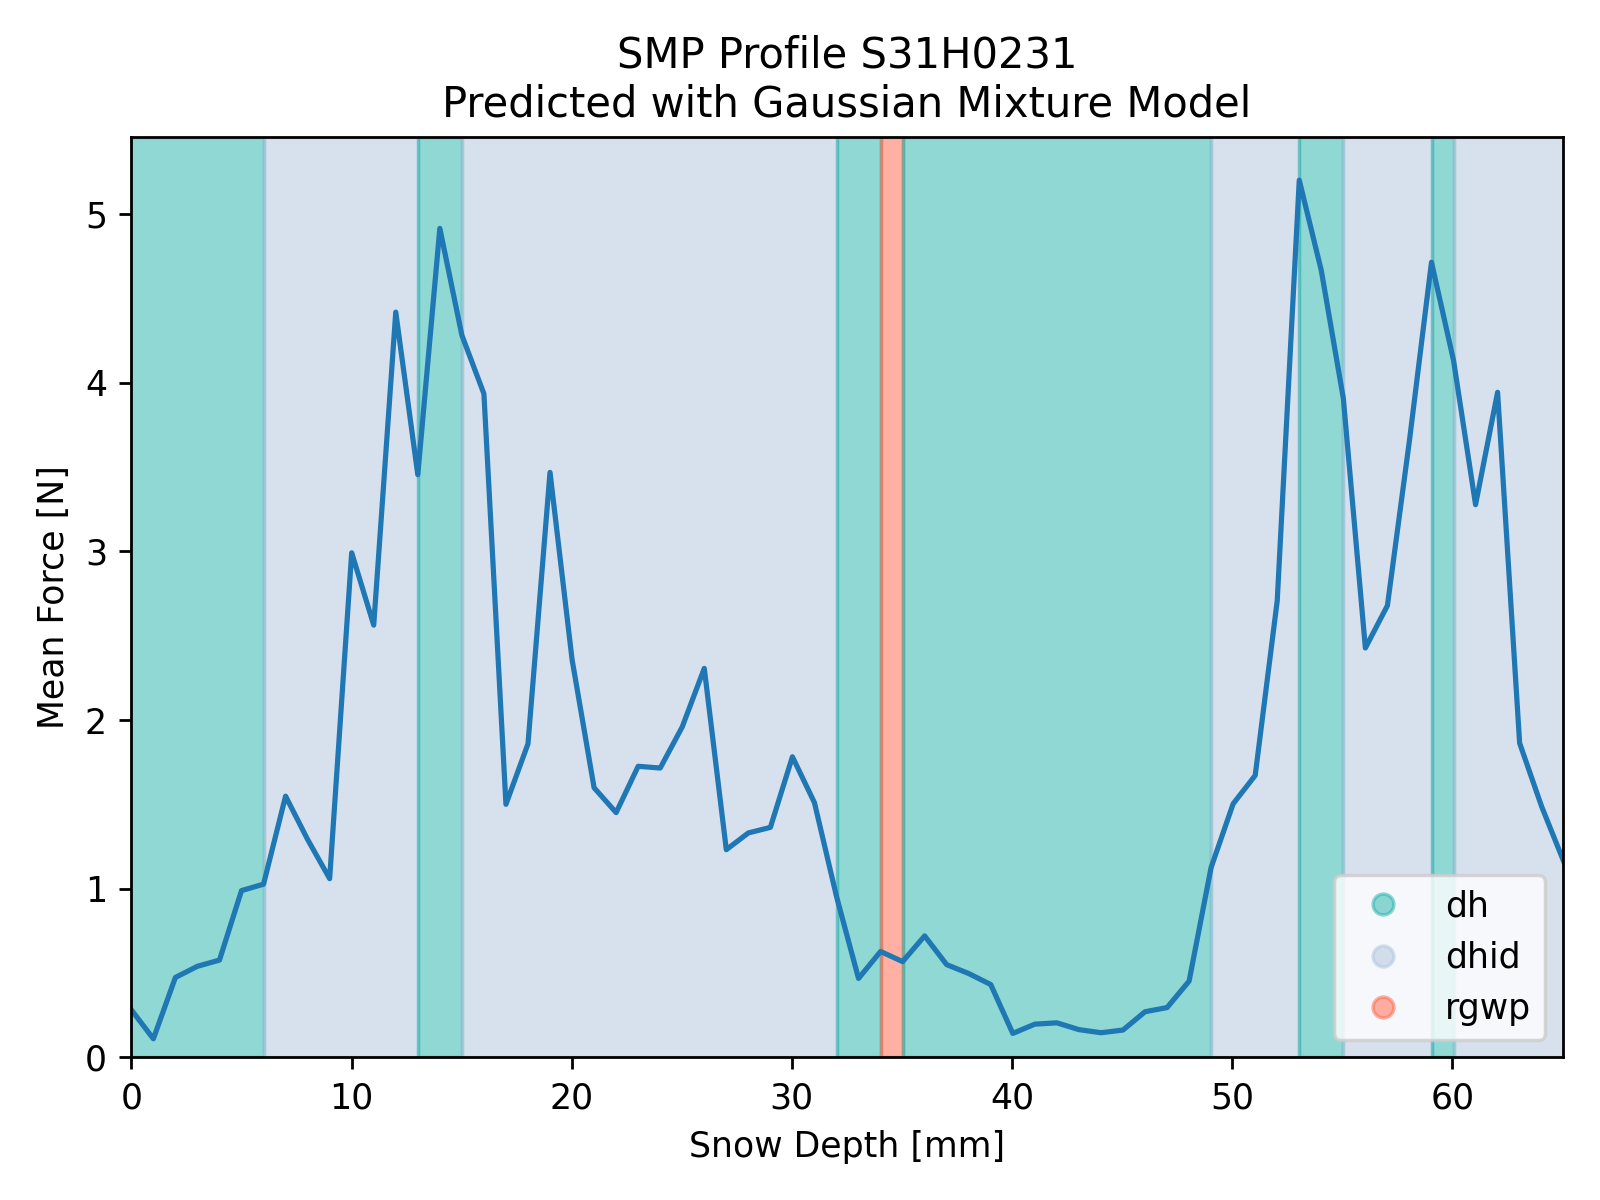 SMP Profile S31H0231
Predicted with Gaussian Mixture Model
5
4
3
2
1
0
Mean Force [N]
dh
dhid
rgwp
0 10 20 30 40 50 60
Snow Depth [mm]